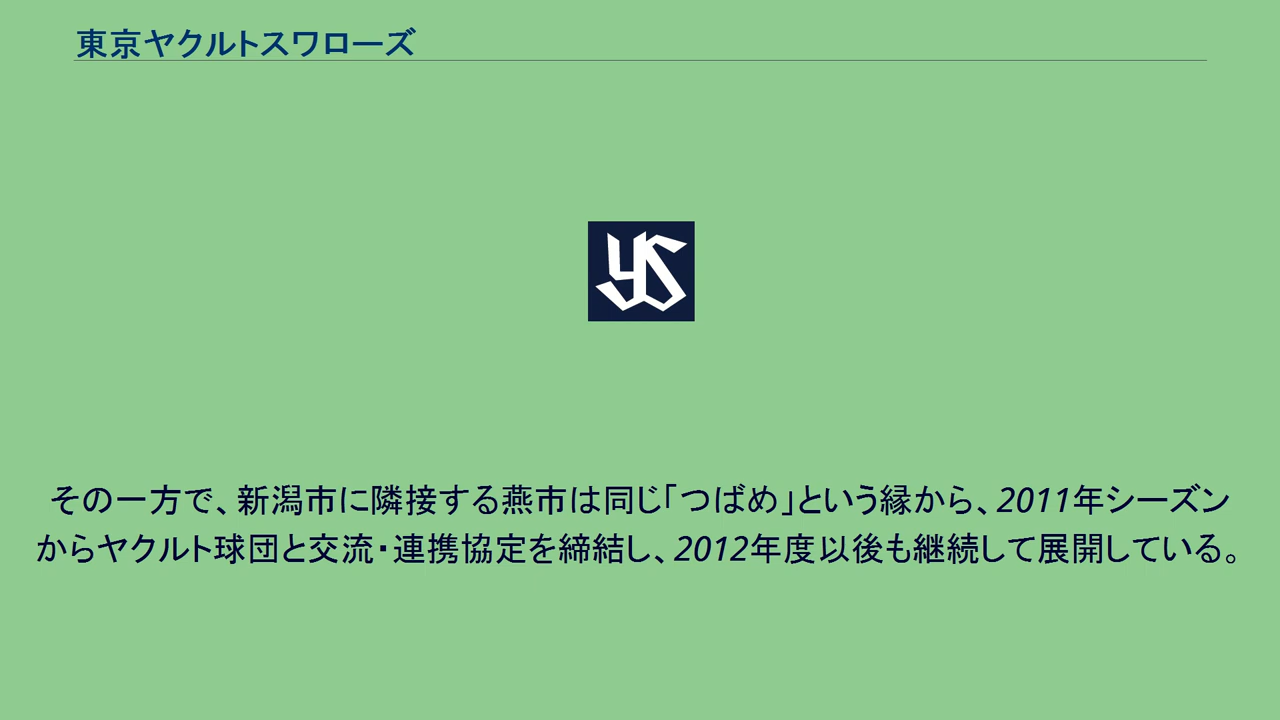 東京ヤクルトスワローズ
YS
その一方で、新潟市に隣接する燕市は同じ「つばめ」という縁から、2011年シーズン
からヤクルト球団と交流・連携協定を締結し、2012年度以後も継続して展開している。